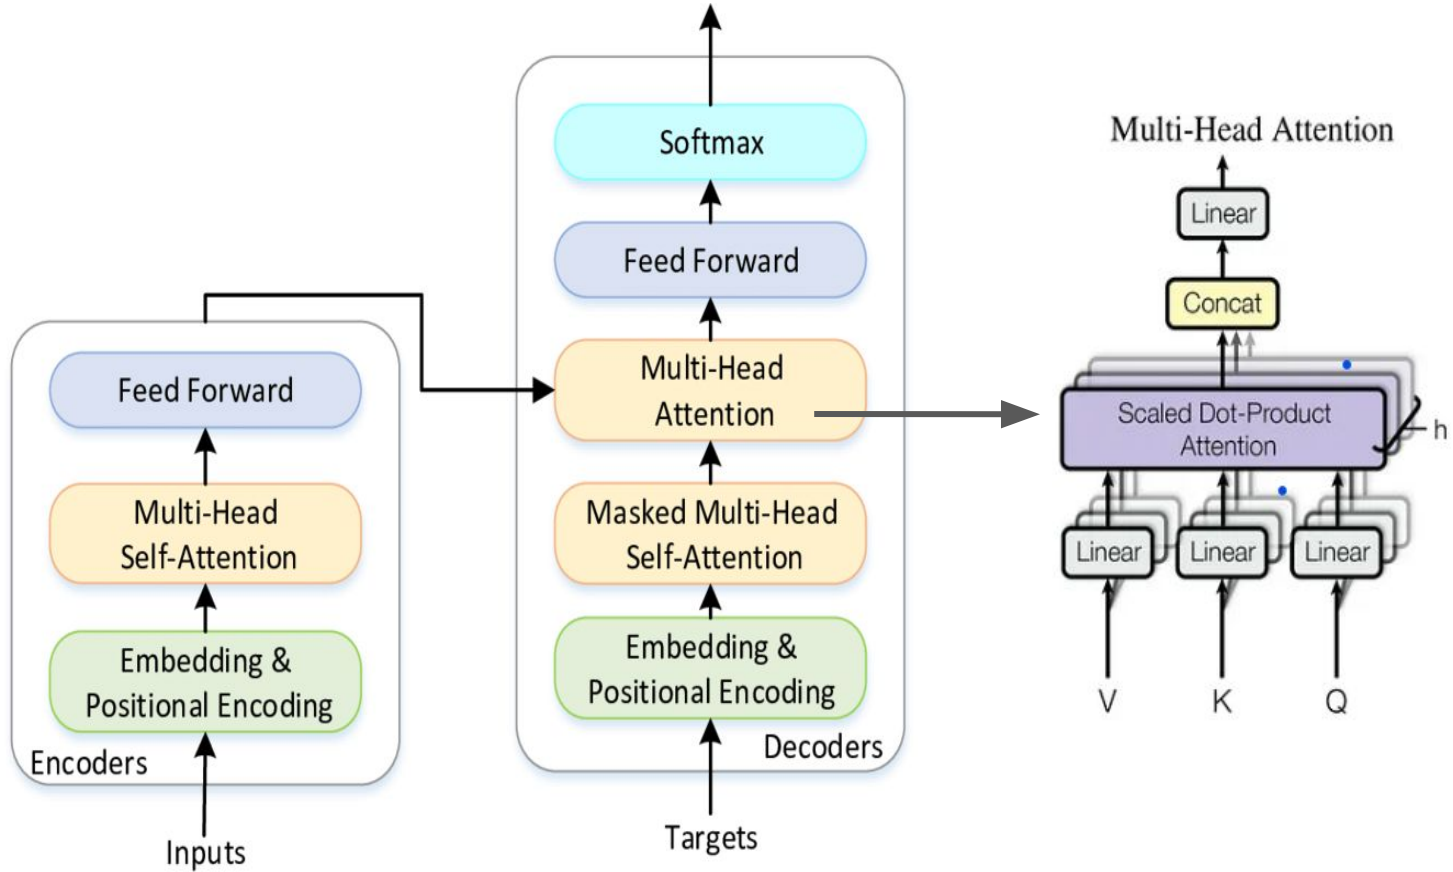 Feed Forward
Multi-Head
Self-Attention
Embedding &
Positional Encoding
Encoders
Inputs
Softmax
Feed Forward
Multi-Head
Attention
Masked Multi-Head
Self-Attention
Embedding &
Positional Encoding
Decoders
Targets
Multi-Head Attention
Linear
Concat
Scaled Dot-Product
Attention
h
Linear Linear Linear
V K Q